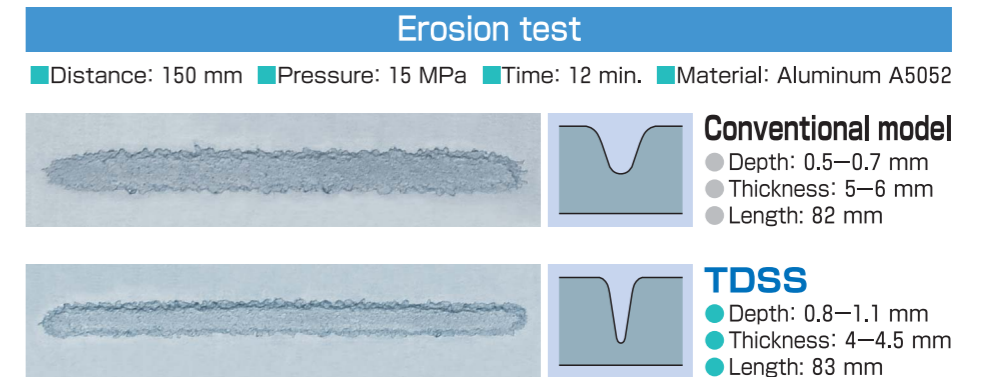 Erosion test
Distance: 150 mm Pressure: 15 MPa Time: 12 min. Material: Aluminum A5052
Conventional model
Depth: 0.5–0.7 mm
Thickness: 5–6 mm
Length: 82 mm
TDSS
Depth: 0.8–1.1 mm
Thickness: 4–4.5 mm
Length: 83 mm